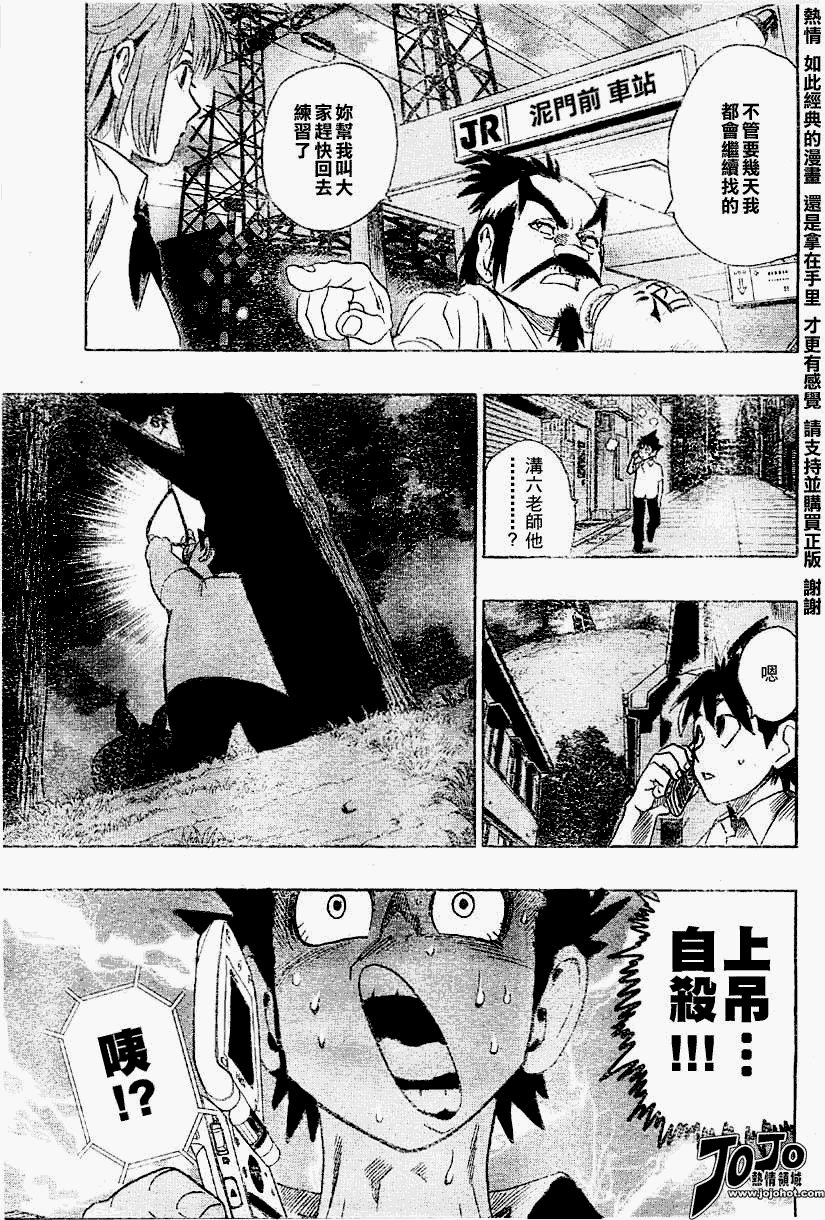 不管要幾天我
都會繼續找的
JR 泥門前 車站
妳幫我叫大
家趕快回去
練習了
溝六老師他
…………?
嗯
上吊…
自殺!!!
咦!?
熱情 如此經典的漫畫 還是拿在手里 才更有感覺 請支持並購買正版 謝謝
JOJO
熱情領域
www.jojohot.com